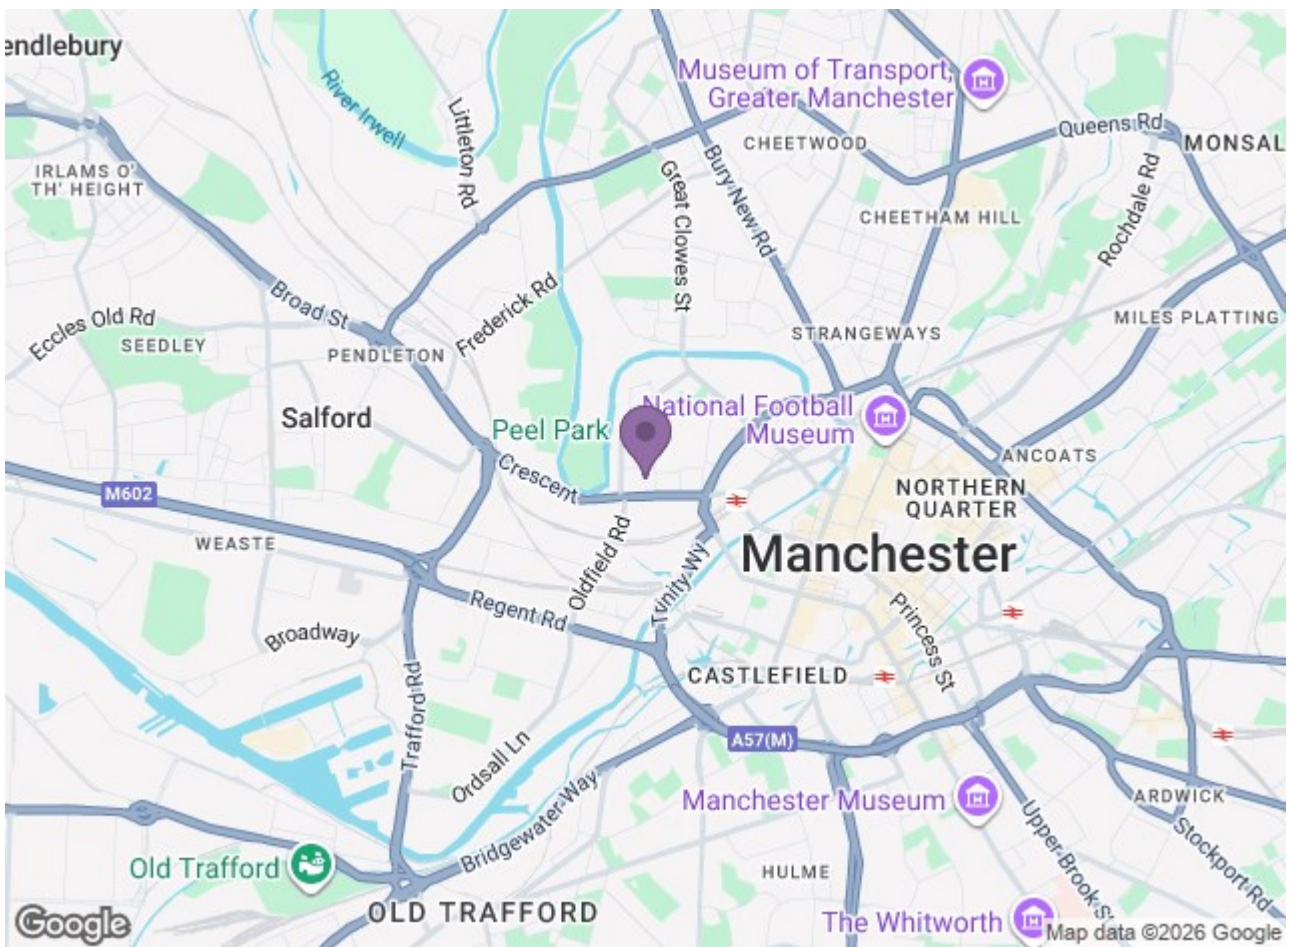 endlebury
River Irwell
Littleton Rd
Museum of Transport,
Greater Manchester
CHEETWOOD
Queens Rd
MONSAL
IRLAMS O'
TH' HEIGHT
Great Clowes St
Bury New Rd
CHEETHAM HILL
Rochdale Rd
Broad St
Frederick Rd
Eccles Old Rd
SEEDLEY
PENDLETON
STRANGEWAYS
MILES PLATTING
Salford
Peel Park
National Football
Museum
Crescent
ANCOATS
M602
NORTHERN
QUARTER
WEASTE
Oldfield Rd
Manchester
Trinity Wy
Regent Rd
Broadway
Princess St
CASTLEFIELD
Trafford Rd
A57(M)
Ordsall Ln
Bridgewater Way
Manchester Museum
ARDWICK
Upper Brook St
Stockport Rd
Old Trafford
HULME
OLD TRAFFORD
The Whitworth
Google
Map data ©2026 Google